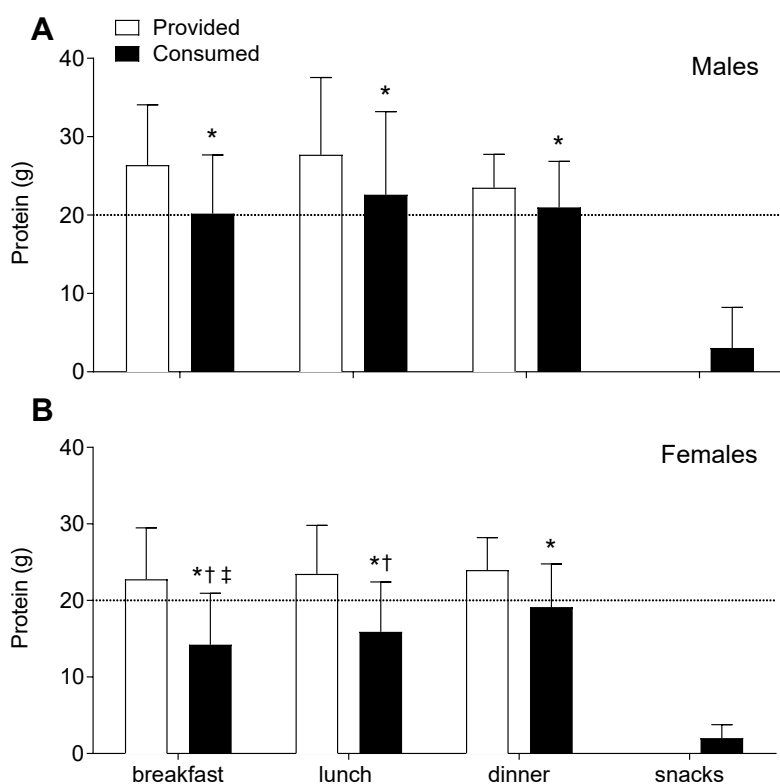 A
Provided
Consumed
Males
Protein (g)
40
30
20
10
0
*
*
*
B
Females
Protein (g)
40
30
20
10
0
*† ‡
*†
*
breakfast lunch dinner snacks